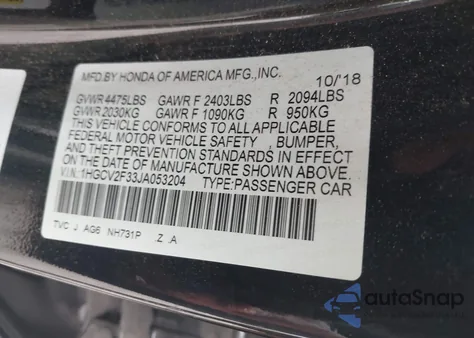 MFD.BY HONDA OF AMERICA MFG.,INC. 10/'18
GVWR 4475LBS GAWR F 2403LBS R 2094LBS
GVWR 2030KG GAWR F 1090KG R 950KG
THIS VEHICLE CONFORMS TO ALL APPLICABLE
FEDERAL MOTOR VEHICLE SAFETY , BUMPER,
AND THEFT PREVENTION STANDARDS IN EFFECT
ON THE DATE OF MANUFACTURE SHOWN ABOVE.
V.I.N:1HGCV2F33JA053204 TYPE:PASSENGER CAR
TVC J AG6 NH731P Z A
autoSnap